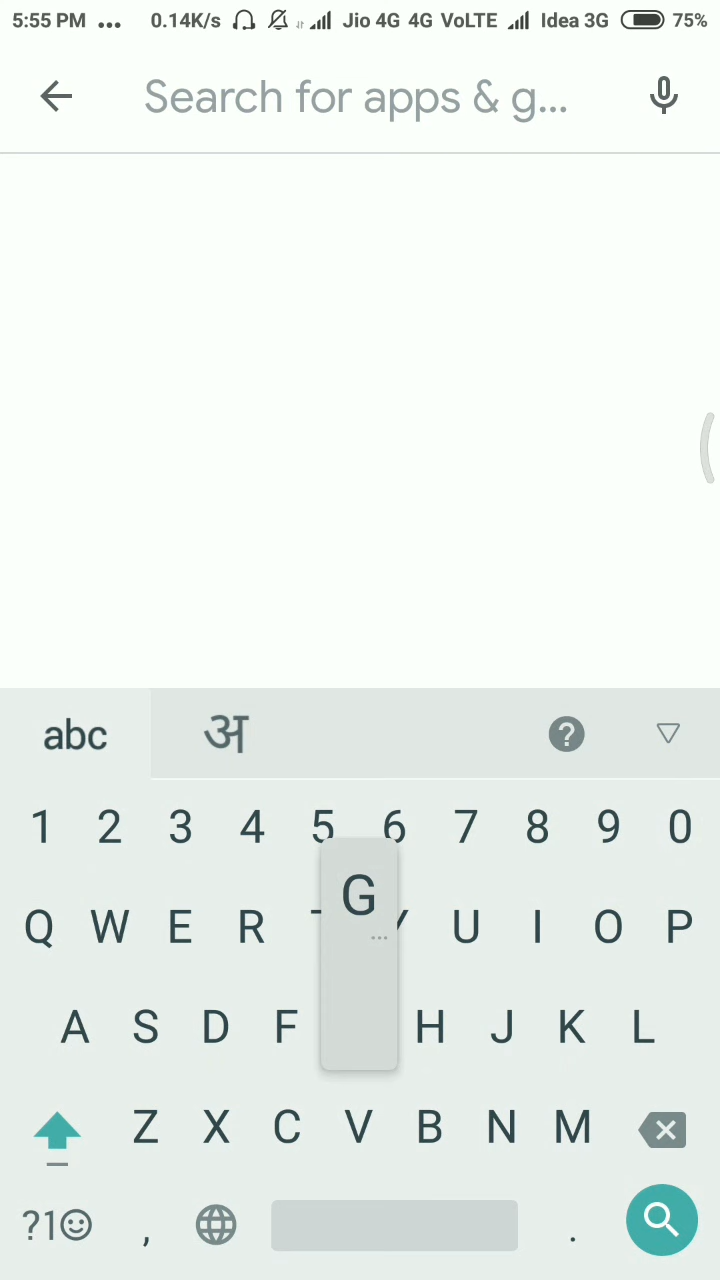 5:55 PM ... 0.14K/s Jio 4G 4G VoLTE Idea 3G 75%
Search for apps & g...
abc अ ?
1 2 3 4 5 6 7 8 9 0
Q W E R Y U I O P
G
...
A S D F H J K L
Z X C V B N M
?1☺ , .